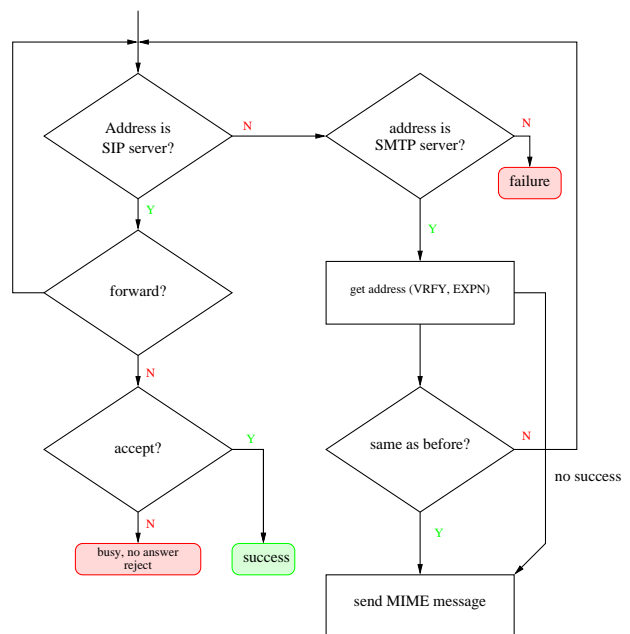 Address is
SIP server?
N
address is
SMTP server?
N
failure
Y
Y
forward?
get address (VRFY, EXPN)
N
accept?
Y
same as before?
N
no success
N
Y
busy, no answer
reject
success
send MIME message